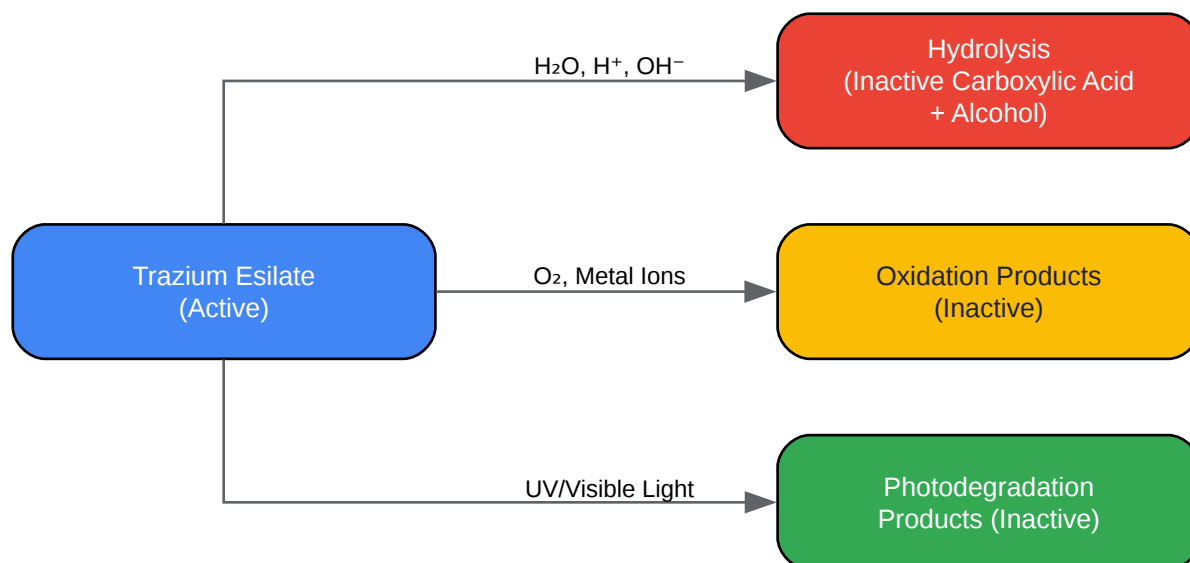 H₂O, H⁺, OH⁻
Hydrolysis
(Inactive Carboxylic Acid
+ Alcohol)
Trazium Esilate
(Active)
O₂, Metal Ions
Oxidation Products
(Inactive)
UV/Visible Light
Photodegradation
Products (Inactive)